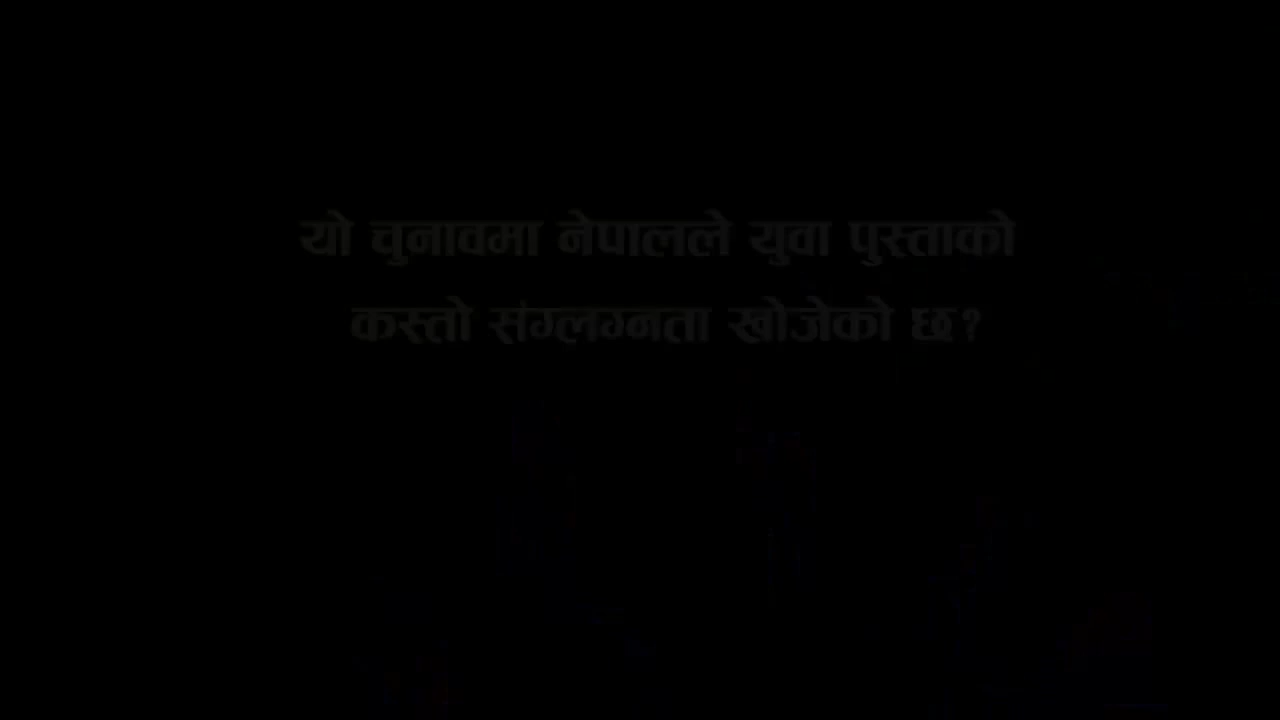 यो चुनावमा नेपालले युवा पुस्ताको
कस्तो संग्लग्नता खोजेको छ?